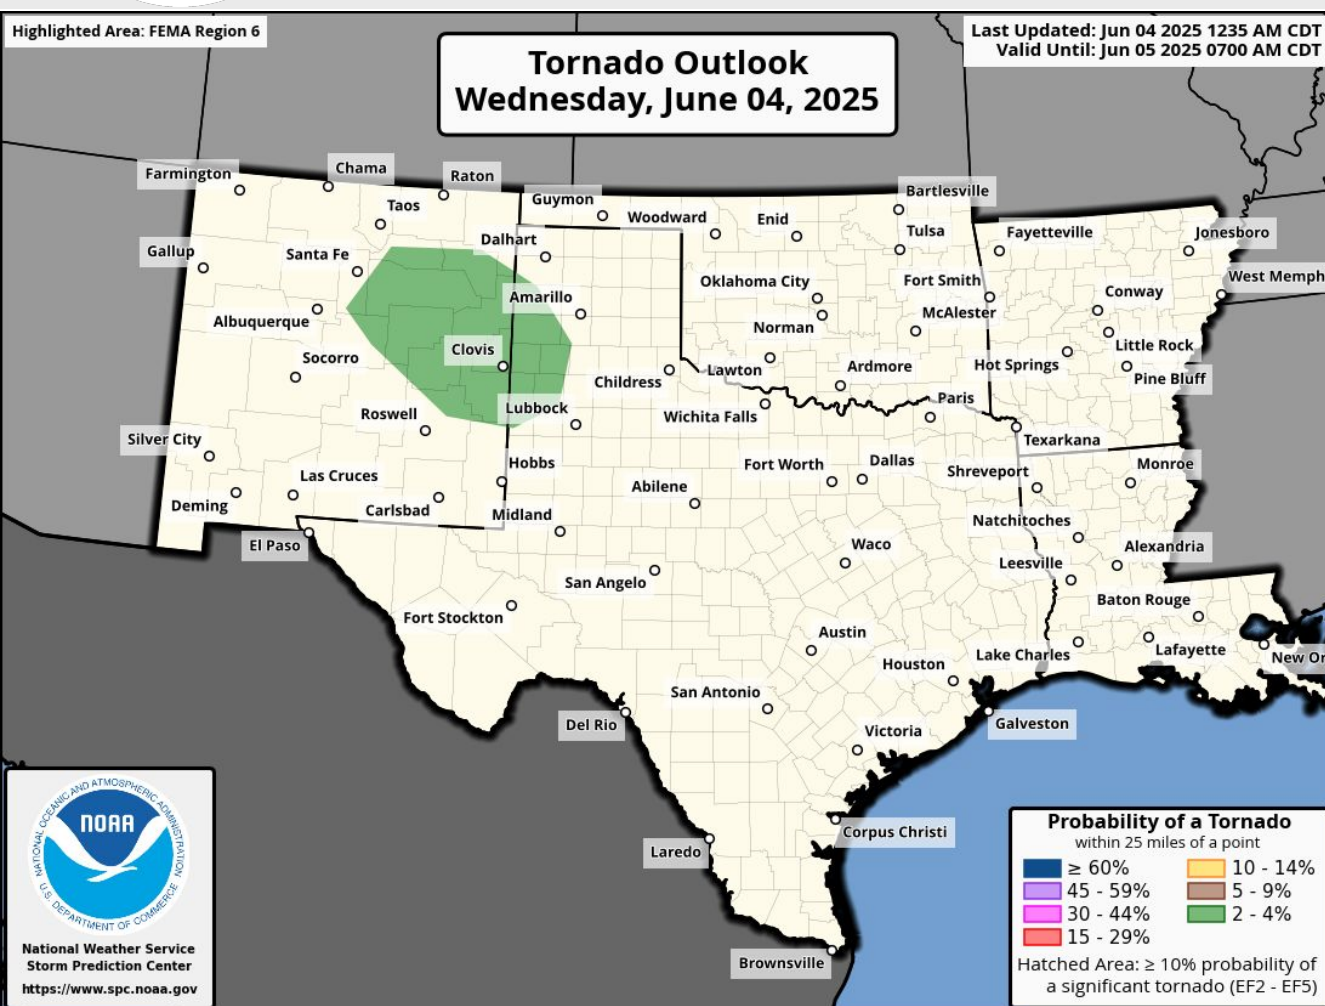 Highlighted Area: FEMA Region 6
Last Updated: Jun 04 2025 1235 AM CDT
Valid Until: Jun 05 2025 0700 AM CDT
Tornado Outlook
Wednesday, June 04, 2025
Farmington
Chama
Raton
Taos
Guymon
Woodward
Enid
Bartlesville
Tulsa
Fayetteville
Jonesboro
Gallup
Santa Fe
Dalhart
Oklahoma City
Fort Smith
West Memph
Amarillo
Conway
Albuquerque
Norman
McAlester
Little Rock
Socorro
Clovis
Childress
Lawton
Ardmore
Hot Springs
Pine Bluff
Roswell
Lubbock
Wichita Falls
Paris
Silver City
Texarkana
Las Cruces
Hobbs
Fort Worth
Dallas
Shreveport
Monroe
Deming
Carlsbad
Midland
Abilene
Natchitoches
El Paso
Waco
Alexandria
San Angelo
Leesville
Fort Stockton
Baton Rouge
Austin
Houston
Lake Charles
Lafayette
New Or
San Antonio
Del Rio
Victoria
Galveston
Corpus Christi
Laredo
Brownsville
NATIONAL OCEANIC AND ATMOSPHERIC ADMINISTRATION
NOAA
U.S. DEPARTMENT OF COMMERCE
National Weather Service
Storm Prediction Center
https://www.spc.noaa.gov
Probability of a Tornado
within 25 miles of a point
≥ 60% 10 - 14%
45 - 59% 5 - 9%
30 - 44% 2 - 4%
15 - 29%
Hatched Area: ≥ 10% probability of
a significant tornado (EF2 - EF5)